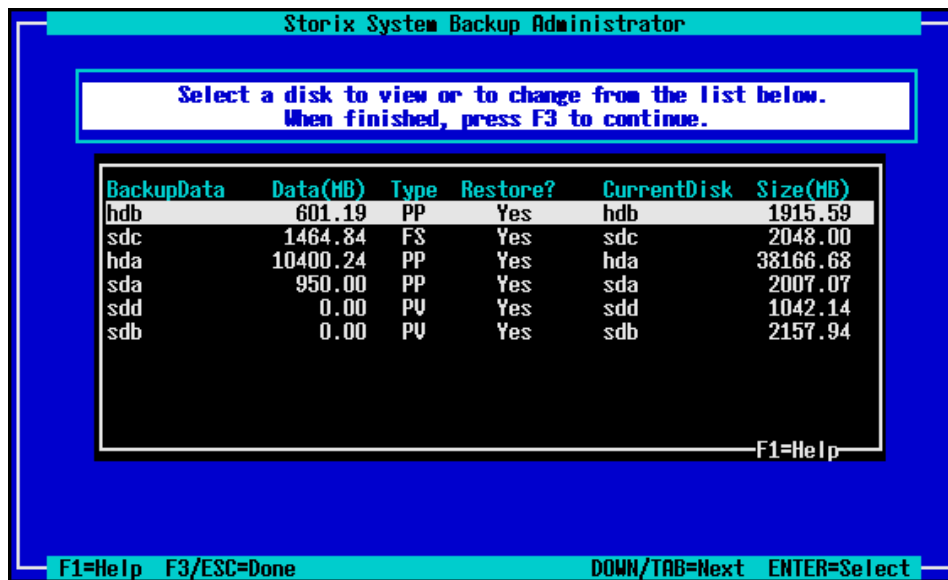 Storix System Backup Administrator
Select a disk to view or to change from the list below.
When finished, press F3 to continue.
BackupData Data(MB) Type Restore? CurrentDisk Size(MB)
hdb 601.19 PP Yes hdb 1915.59
sdc 1464.84 FS Yes sdc 2048.00
hda 10400.24 PP Yes hda 38166.68
sda 950.00 PP Yes sda 2007.07
sdd 0.00 PV Yes sdd 1042.14
sdb 0.00 PV Yes sdb 2157.94
F1=Help
F1=Help F3/ESC=Done DOWN/TAB=Next ENTER=Select